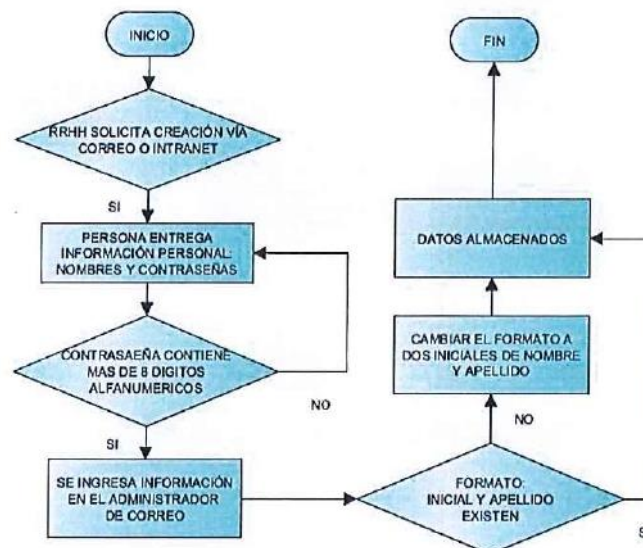 INICIO
RRHH SOLICITA CREACIÓN VÍA
CORREO O INTRANET
SI
PERSONA ENTREGA
INFORMACIÓN PERSONAL:
NOMBRES Y CONTRASEÑAS
CONTRASAEÑA CONTIENE
MAS DE 8 DIGITOS
ALFANUMERICOS
NO
SI
SE INGRESA INFORMACIÓN
EN EL ADMINISTRADOR
DE CORREO
FORMATO:
INICIAL Y APELLIDO
EXISTEN
NO
CAMBIAR EL FORMATO A
DOS INICIALES DE NOMBRE
Y APELLIDO
DATOS ALMACENADOS
FIN